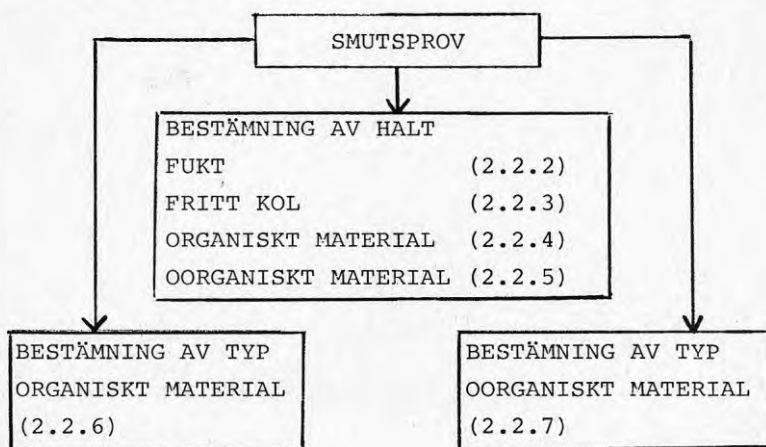 SMUTSPROV
BESTÄMNING AV HALT
FUKT (2.2.2)
FRITT KOL (2.2.3)
ORGANISKT MATERIAL (2.2.4)
OORGANISKT MATERIAL (2.2.5)
BESTÄMNING AV TYP
ORGANISKT MATERIAL
(2.2.6)
BESTÄMNING AV TYP
OORGANISKT MATERIAL
(2.2.7)